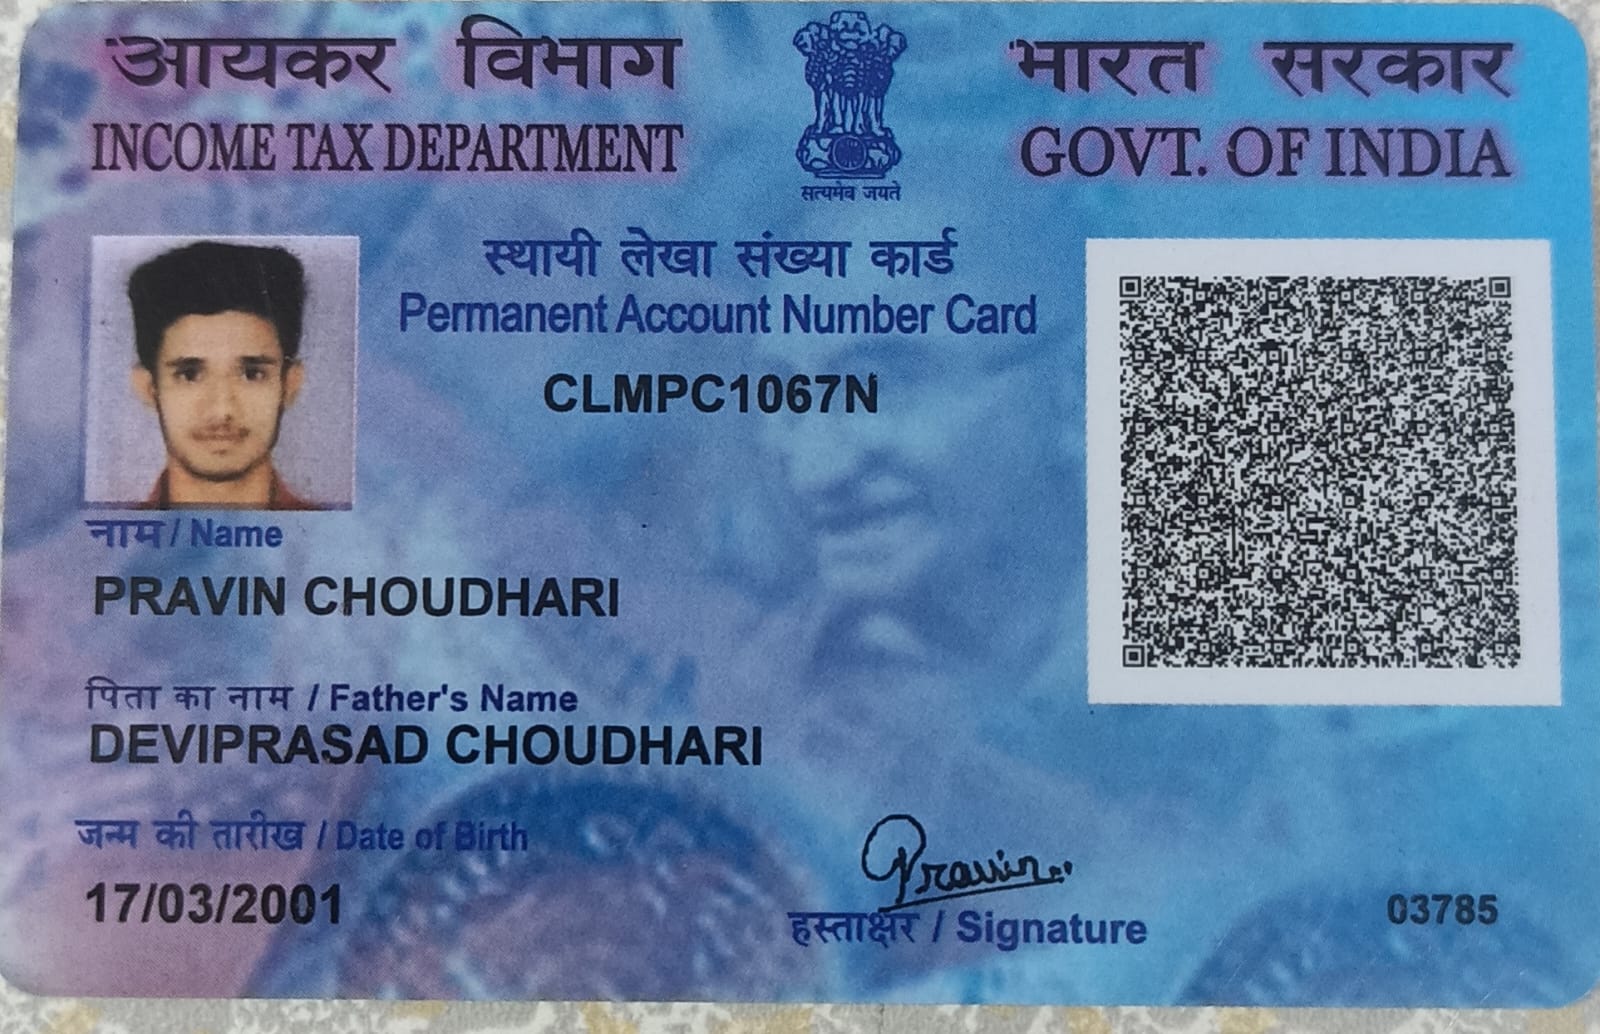 आयकर विभाग
INCOME TAX DEPARTMENT
सत्यमेव जयते
भारत सरकार
GOVT. OF INDIA
स्थायी लेखा संख्या कार्ड
Permanent Account Number Card
CLMPC1067N
नाम / Name
PRAVIN CHOUDHARI
पिता का नाम / Father's Name
DEVIPRASAD CHOUDHARI
जन्म की तारीख / Date of Birth
17/03/2001
Pravin
हस्ताक्षर / Signature
03785